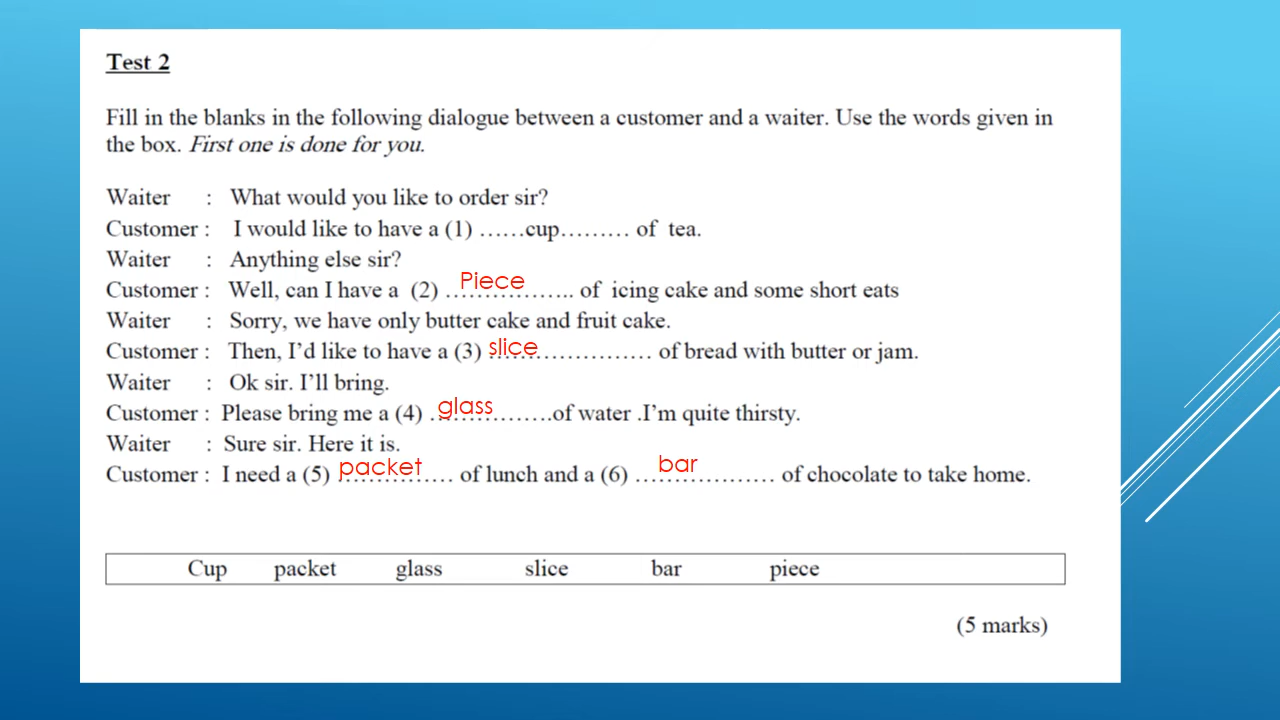 Test 2
Fill in the blanks in the following dialogue between a customer and a waiter. Use the words given in
the box. First one is done for you.
Waiter : What would you like to order sir?
Customer : I would like to have a (1) ……cup……… of tea.
Waiter : Anything else sir?
Customer : Well, can I have a (2) Piece…………….. of icing cake and some short eats
Waiter : Sorry, we have only butter cake and fruit cake.
Customer : Then, I'd like to have a (3) slice………………… of bread with butter or jam.
Waiter : Ok sir. I'll bring.
Customer : Please bring me a (4) glass……………of water .I'm quite thirsty.
Waiter : Sure sir. Here it is.
Customer : I need a (5) packet…………… of lunch and a (6) bar……………… of chocolate to take home.
Cup packet glass slice bar piece
(5 marks)